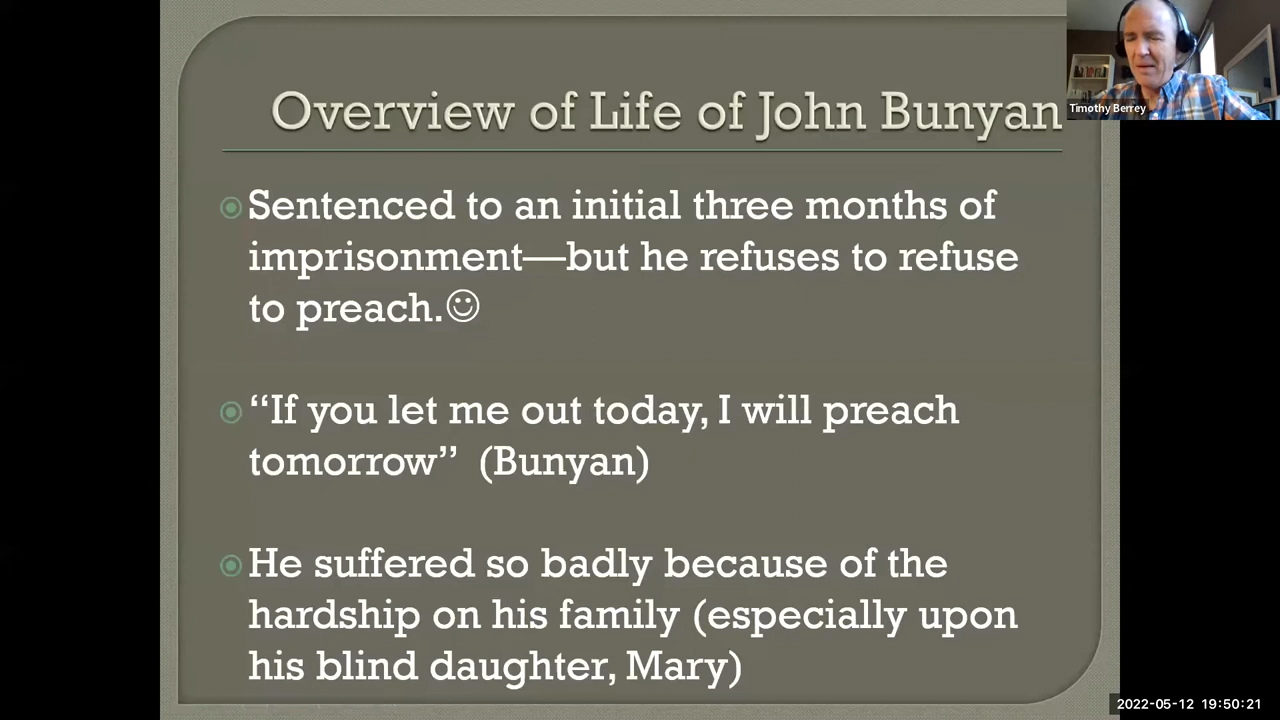 Overview of Life of John Bunyan
Timothy Berrey
Sentenced to an initial three months of
imprisonment—but he refuses to refuse
to preach.☺
“If you let me out today, I will preach
tomorrow”  (Bunyan)
He suffered so badly because of the
hardship on his family (especially upon
his blind daughter, Mary)
2022-05-12 19:50:21